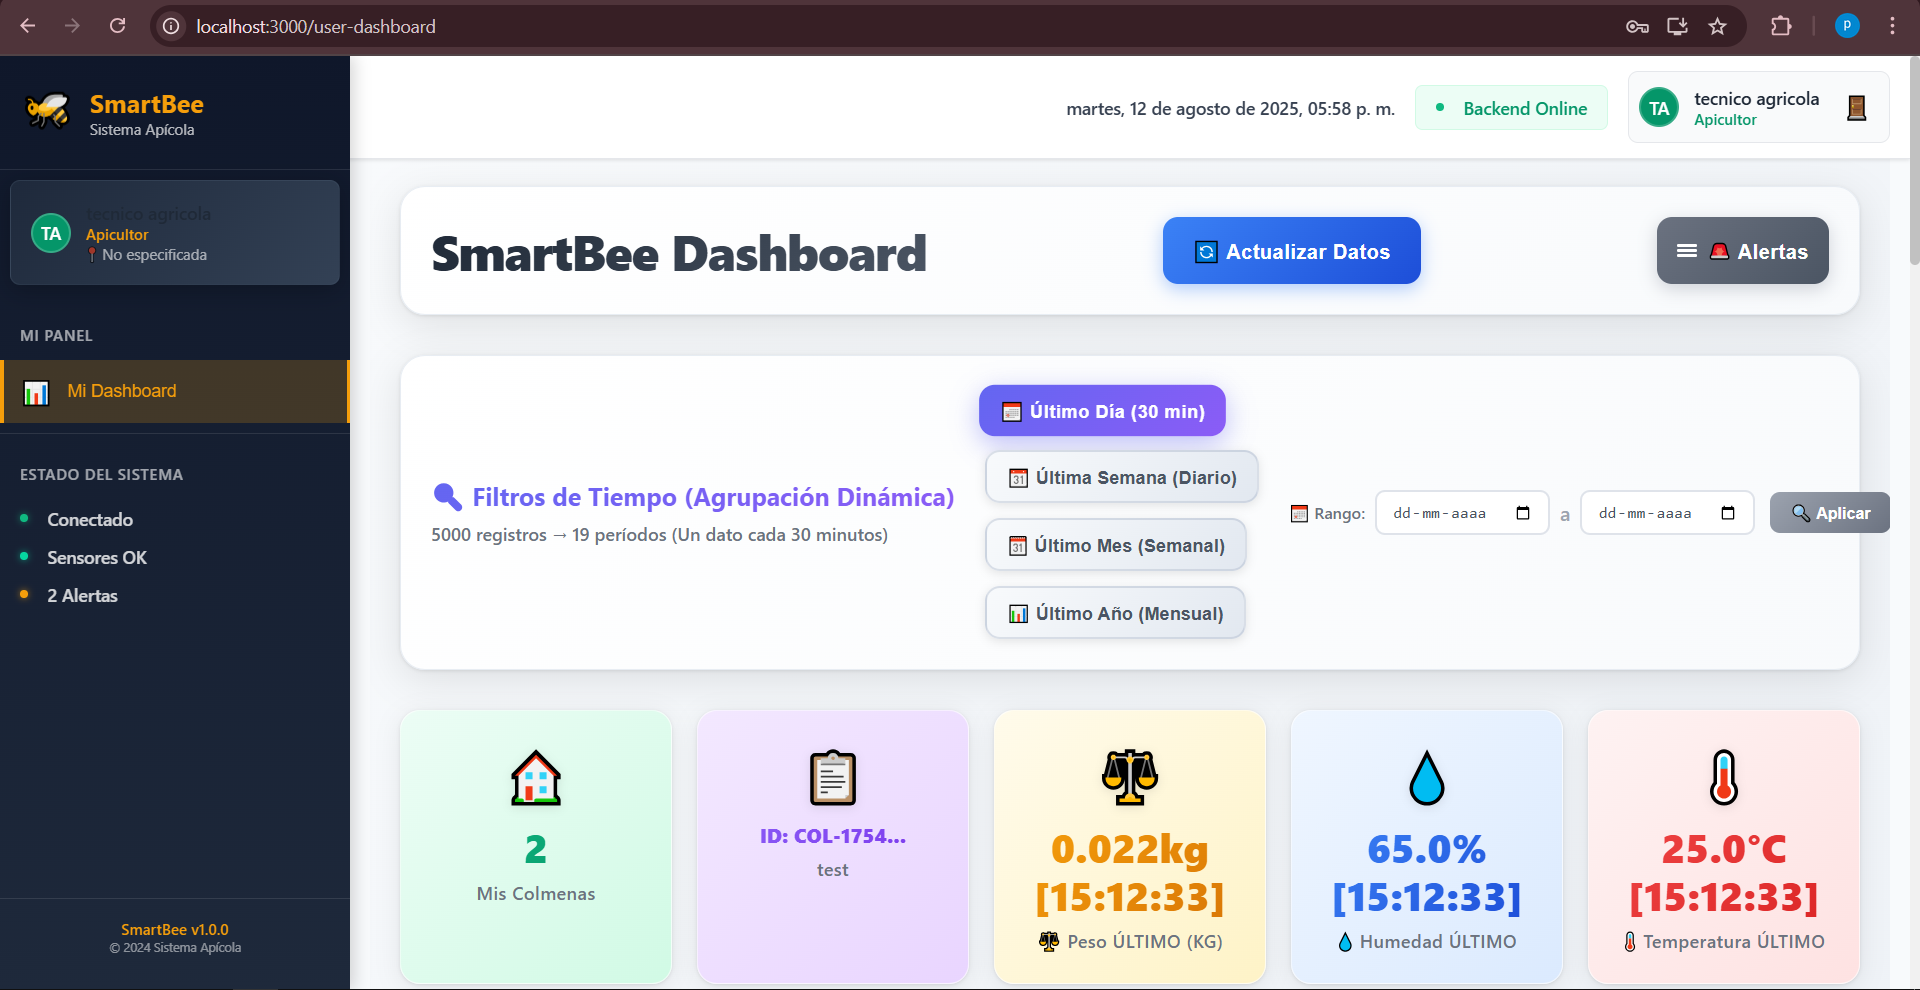 localhost:3000/user-dashboard
p
SmartBee
Sistema Apícola
martes, 12 de agosto de 2025, 05:58 p. m.
Backend Online
TA
tecnico agricola
Apicultor
TA
tecnico agricola
Apicultor
No especificada
MI PANEL
Mi Dashboard
ESTADO DEL SISTEMA
Conectado
Sensores OK
2 Alertas
SmartBee v1.0.0
© 2024 Sistema Apícola
SmartBee Dashboard
Actualizar Datos
Alertas
Filtros de Tiempo (Agrupación Dinámica)
5000 registros → 19 períodos (Un dato cada 30 minutos)
Último Día (30 min)
Última Semana (Diario)
Último Mes (Semanal)
Último Año (Mensual)
Rango: dd-mm-aaaa a dd-mm-aaaa Aplicar
2
Mis Colmenas
ID: COL-1754...
test
0.022kg
[15:12:33]
Peso ÚLTIMO (KG)
65.0%
[15:12:33]
Humedad ÚLTIMO
25.0°C
[15:12:33]
Temperatura ÚLTIMO